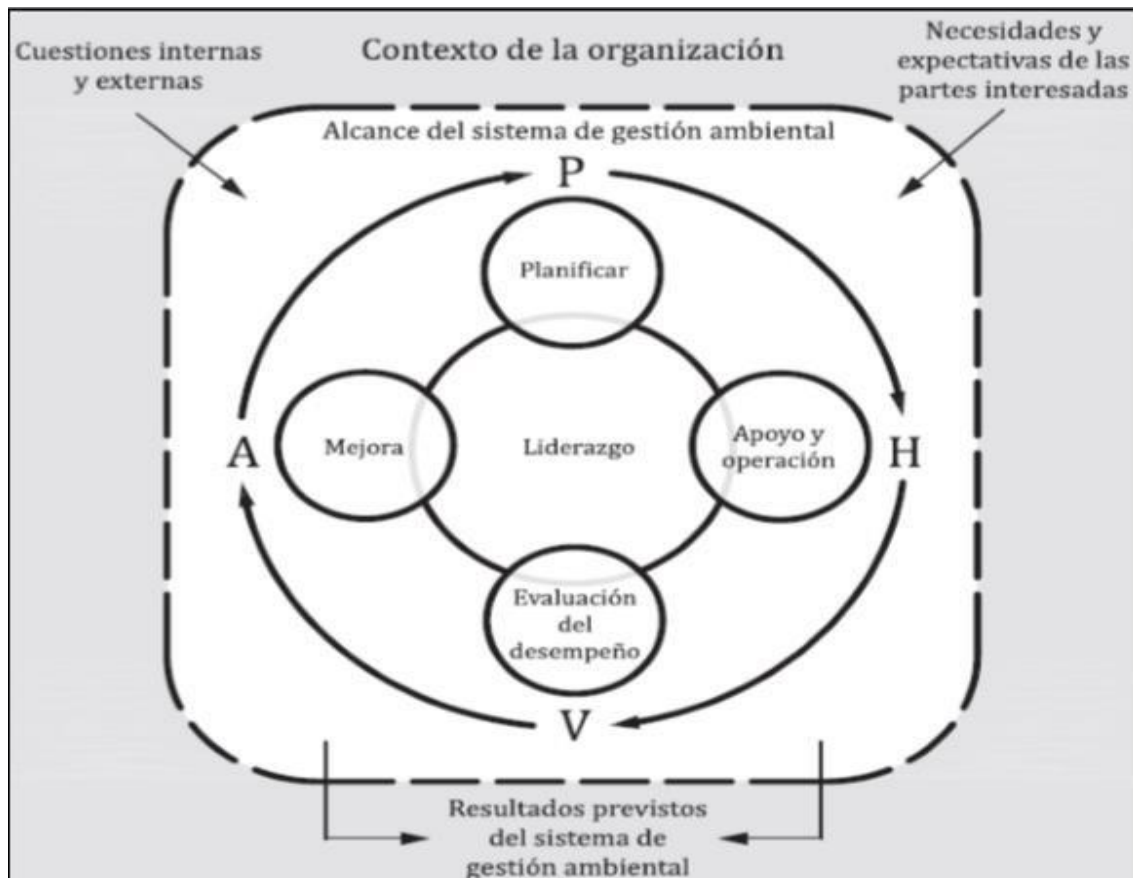 Cuestiones internas
y externas
Contexto de la organización
Necesidades y
expectativas de las
partes interesadas
Alcance del sistema de gestión ambiental
P
Planificar
A
Mejora
Liderazgo
Apoyo y
operación
H
Evaluación
del
desempeño
V
Resultados previstos
del sistema de
gestión ambiental